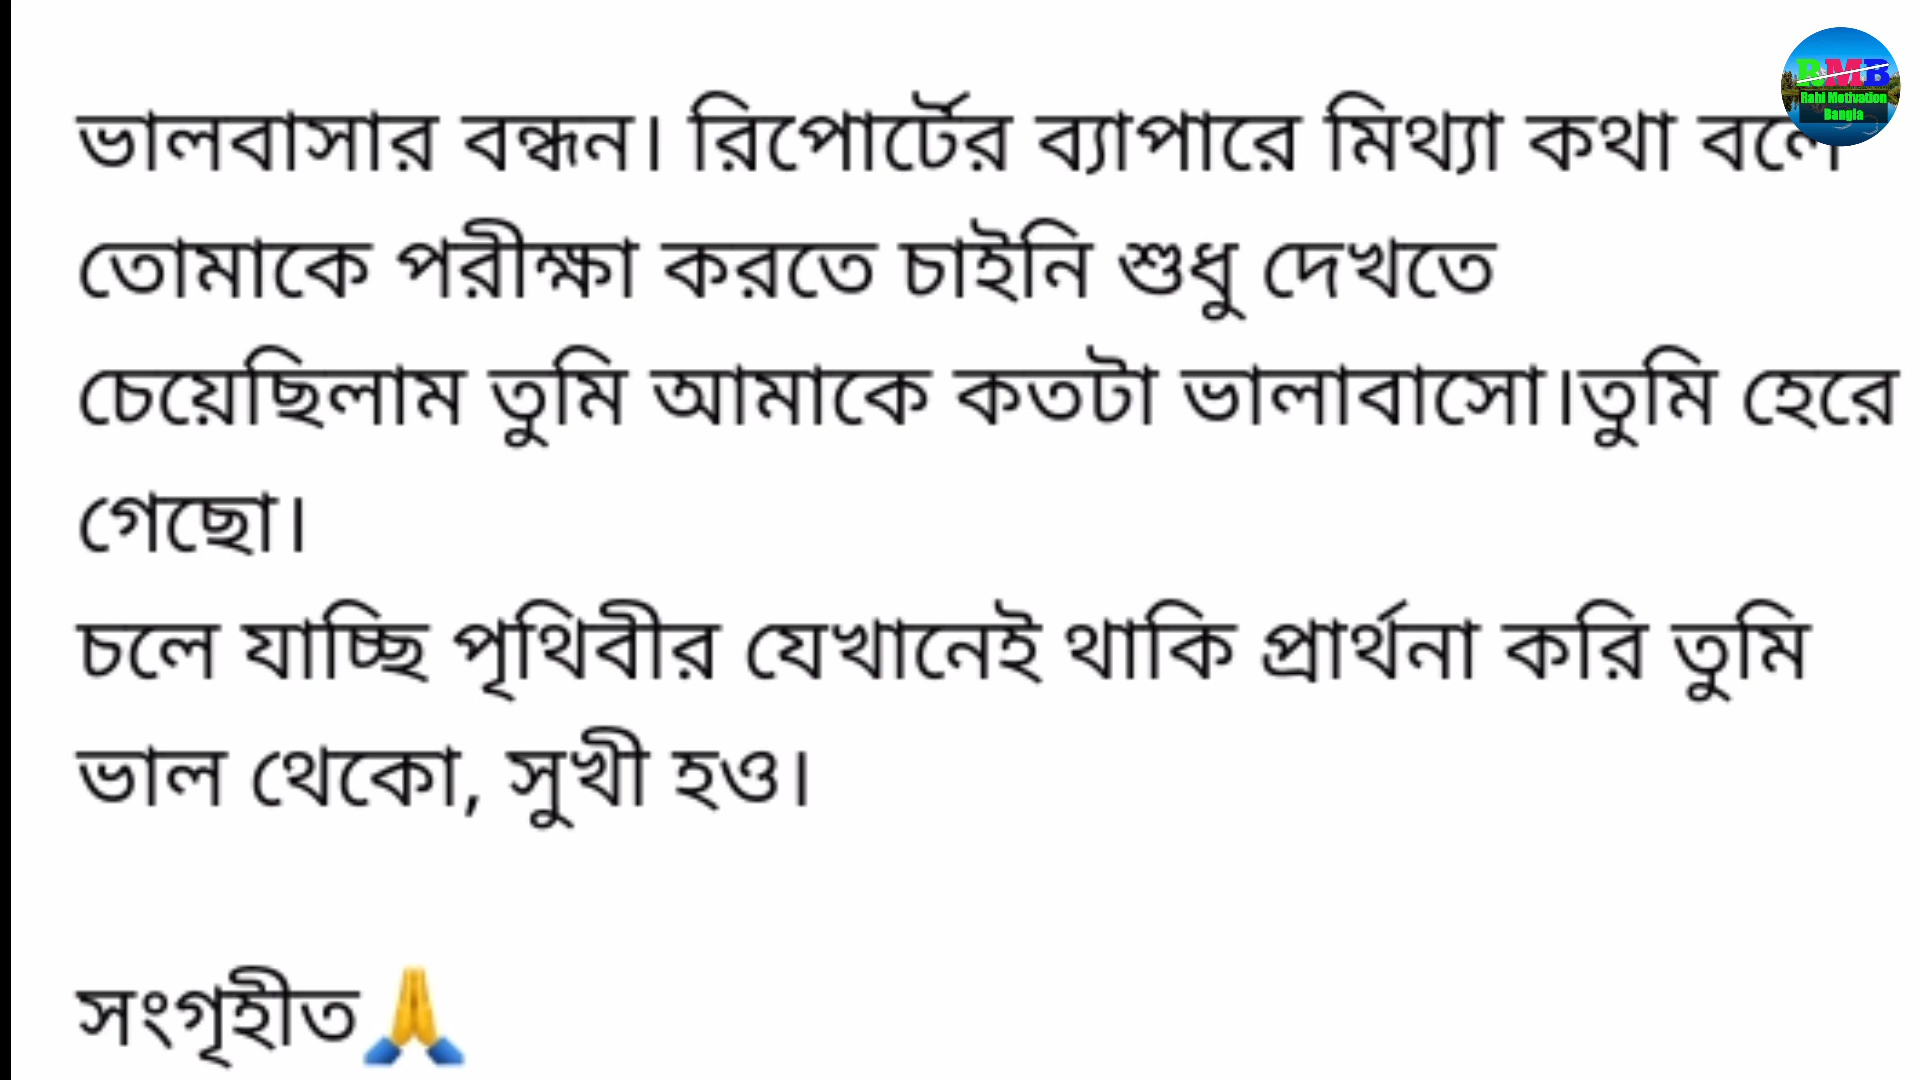 ভালবাসার বন্ধন। রিপোর্টের ব্যাপারে মিথ্যা কথা বলে
তোমাকে পরীক্ষা করতে চাইনি শুধু দেখতে
চেয়েছিলাম তুমি আমাকে কতটা ভালাবাসো।তুমি হেরে
গেছো।
চলে যাচ্ছি পৃথিবীর যেখানেই থাকি প্রার্থনা করি তুমি
ভাল থেকো, সুখী হও।
সংগৃহীত🙏
RMB
Rahi Motivation
Bangla